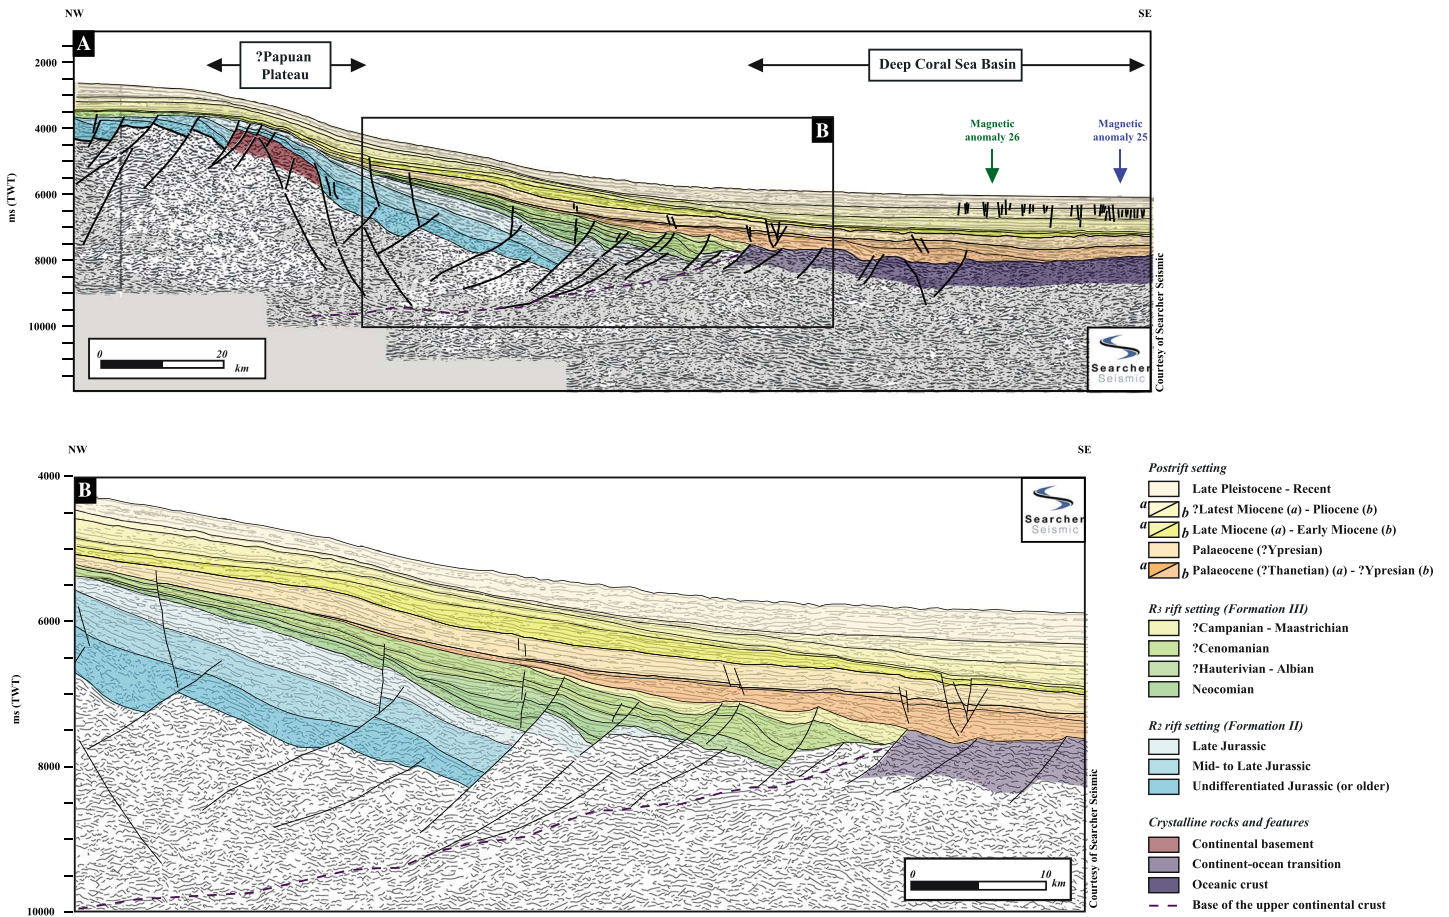 NW
SE
A
?Papuan
Plateau
Deep Coral Sea Basin
B
Magnetic
anomaly 26
Magnetic
anomaly 25
2000
4000
6000
8000
10000
ms (TWT)
0 20
km
Searcher
Seismic
Courtesy of Searcher Seismic
NW
SE
B
4000
6000
8000
10000
ms (TWT)
Searcher
Seismic
0 10
km
Courtesy of Searcher Seismic
Postrift setting
Late Pleistocene - Recent
a b ?Latest Miocene (a) - Pliocene (b)
a b Late Miocene (a) - Early Miocene (b)
Palaeocene (?Ypresian)
a b Palaeocene (?Thanetian) (a) - ?Ypresian (b)
R3 rift setting (Formation III)
?Campanian - Maastrichian
?Cenomanian
?Hauterivian - Albian
Neocomian
R2 rift setting (Formation II)
Late Jurassic
Mid- to Late Jurassic
Undifferentiated Jurassic (or older)
Crystalline rocks and features
Continental basement
Continent-ocean transition
Oceanic crust
Base of the upper continental crust